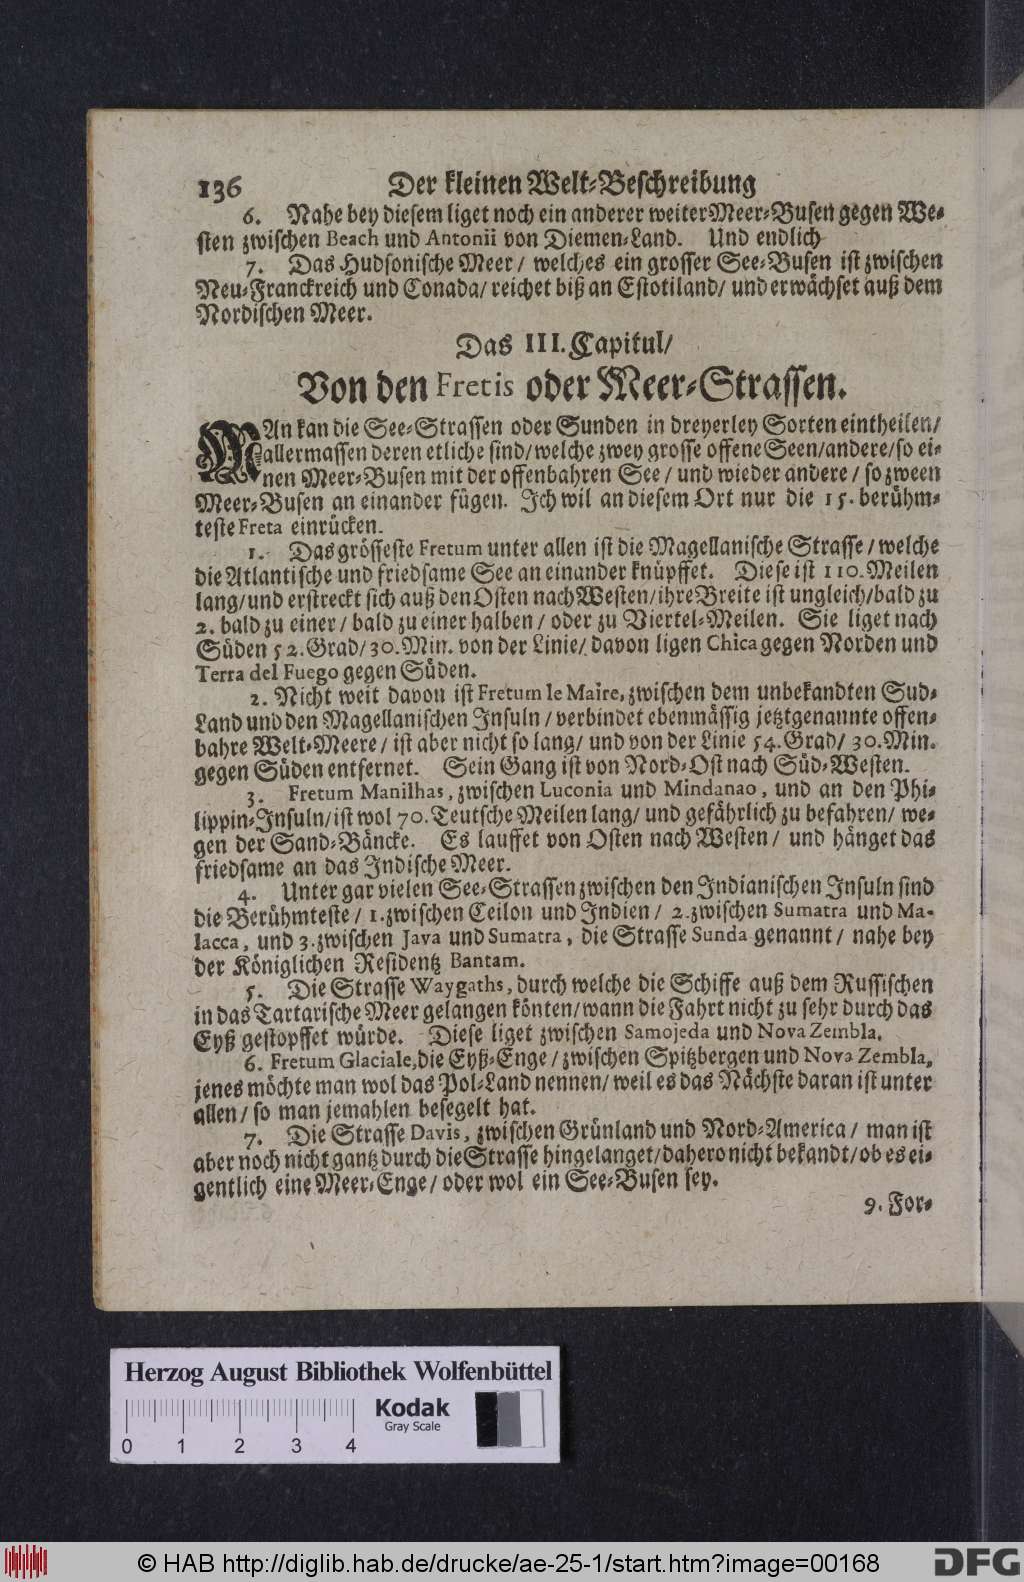 136 Der kleinen Welt-Beschreibung
6. Nahe bey diesem liget noch ein anderer weiter Meer-Busen gegen We-
sten zwischen Beach und Antonii von Diemen-Land. Und endlich
7. Das Hudsonische Meer / welches ein grosser See-Busen ist zwischen
Neu-Franckreich und Conada / reichet biß an Estotiland / und erwächset auß dem
Nordischen Meer.
Das III. Capitul/
Von den Fretis oder Meer-Strassen.
MAn kan die See-Strassen oder Sunden in dreyerley Sorten eintheilen/
allermassen deren etliche sind/ welche zwey grosse offene Seen/andere/so ei-
nen Meer-Busen mit der offenbahren See / und wieder andere / so zween
Meer-Busen an einander fügen. Ich wil an diesem Ort nur die 15. berühm-
teste Freta einrücken.
1. Das grösseste Fretum unter allen ist die Magellanische Strasse / welche
die Atlantische und friedsame See an einander knüpffet. Diese ist 110. Meilen
lang/ und erstreckt sich auß den Osten nach Westen/ ihre Breite ist ungleich/bald zu
2. bald zu einer / bald zu einer halben / oder zu Viertel-Meilen. Sie liget nach
Süden 52. Grad/ 30. Min. von der Linie/ davon ligen Chica gegen Norden und
Terra del Fuego gegen Süden.
2. Nicht weit davon ist Fretum le Maire, zwischen dem unbekandten Sud-
Land und den Magellanischen Insuln / verbindet ebenmässig jetztgenannte offen-
bahre Welt-Meere / ist aber nicht so lang/ und von der Linie 54. Grad/ 30. Min.
gegen Süden entfernet. Sein Gang ist von Nord-Ost nach Süd-Westen.
3. Fretum Manilhas, zwischen Luconia und Mindanao, und an den Phi-
lippin-Insuln/ ist wol 70. Teutsche Meilen lang/ und gefährlich zu befahren/ we-
gen der Sand-Bäncke. Es lauffet von Osten nach Westen / und hänget das
friedsame an das Indische Meer.
4. Unter gar vielen See-Strassen zwischen den Indianischen Insuln sind
die Berühmteste / 1. zwischen Ceilon und Indien / 2. zwischen Sumatra und Ma-
lacca, und 3. zwischen Java und Sumatra, die Strasse Sunda genannt / nahe bey
der Königlichen Residentz Bantam.
5. Die Strasse Waygaths, durch welche die Schiffe auß dem Russischen
in das Tartarische Meer gelangen könten/ wann die Fahrt nicht zu sehr durch das
Eyß gestopffet würde. Diese liget zwischen Samojeda und Nova Zembla.
6. Fretum Glaciale, die Eyß-Enge / zwischen Spitzbergen und Nova Zembla,
jenes möchte man wol das Pol-Land nennen/ weil es das Nächste daran ist unter
allen / so man jemahlen besegelt hat.
7. Die Strasse Davis, zwischen Grünland und Nord-America / man ist
aber noch nicht gantz durch die Strasse hingelanget/ dahero nicht bekandt/ ob es ei-
gentlich eine Meer-Enge / oder wol ein See-Busen sey.
9. For-
Herzog August Bibliothek Wolfenbüttel
Kodak
Gray Scale
0 1 2 3 4
© HAB http://diglib.hab.de/drucke/ae-25-1/start.htm?image=00168
DFG